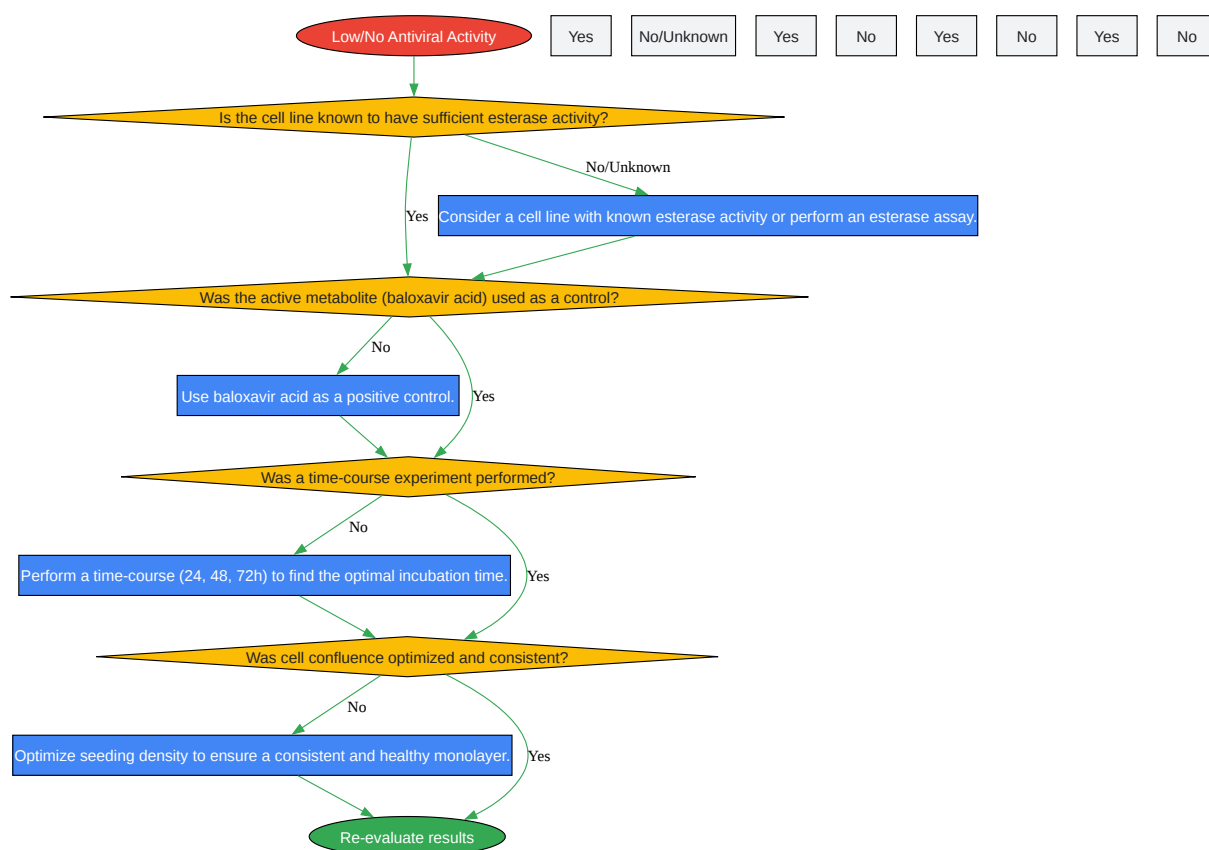 Low/No Antiviral Activity
Yes
No/Unknown
Yes
No
Yes
No
Yes
No
Is the cell line known to have sufficient esterase activity?
No/Unknown
Yes
Consider a cell line with known esterase activity or perform an esterase assay.
Was the active metabolite (baloxavir acid) used as a control?
No
Use baloxavir acid as a positive control.
Yes
Was a time-course experiment performed?
No
Perform a time-course (24, 48, 72h) to find the optimal incubation time.
Yes
Was cell confluence optimized and consistent?
No
Optimize seeding density to ensure a consistent and healthy monolayer.
Yes
Re-evaluate results